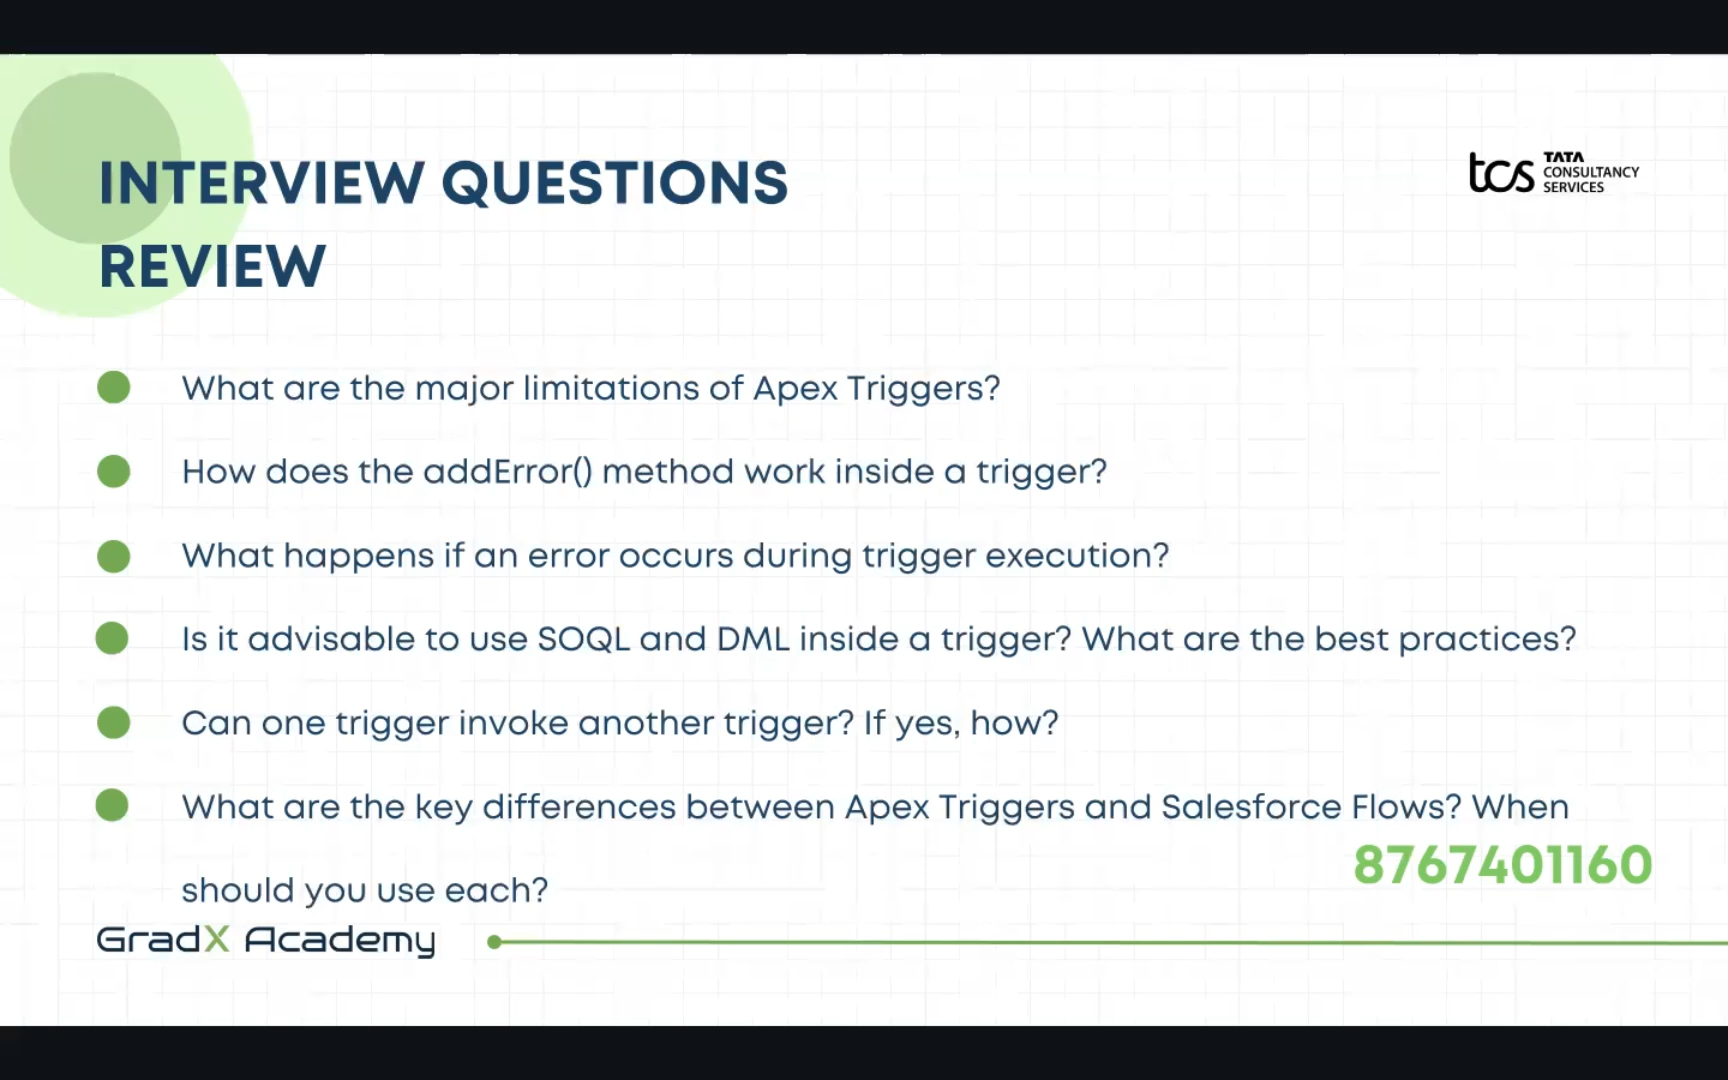 INTERVIEW QUESTIONS
REVIEW
tcs TATA
CONSULTANCY
SERVICES
What are the major limitations of Apex Triggers?
How does the addError() method work inside a trigger?
What happens if an error occurs during trigger execution?
Is it advisable to use SOQL and DML inside a trigger? What are the best practices?
Can one trigger invoke another trigger? If yes, how?
What are the key differences between Apex Triggers and Salesforce Flows? When
should you use each?
8767401160
GradX Academy